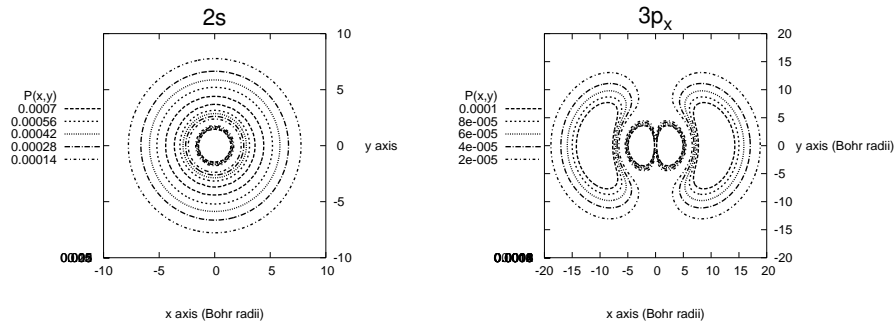 2s
10
5
0
-5
-10
y axis
P(x,y)
0.0007
0.00056
0.00042
0.00028
0.00014
-10 -5 0 5 10
x axis (Bohr radii)
3px
20
15
10
5
0
-5
-10
-15
-20
y axis (Bohr radii)
P(x,y)
0.0001
8e-005
6e-005
4e-005
2e-005
-20 -15 -10 -5 0 5 10 15 20
x axis (Bohr radii)